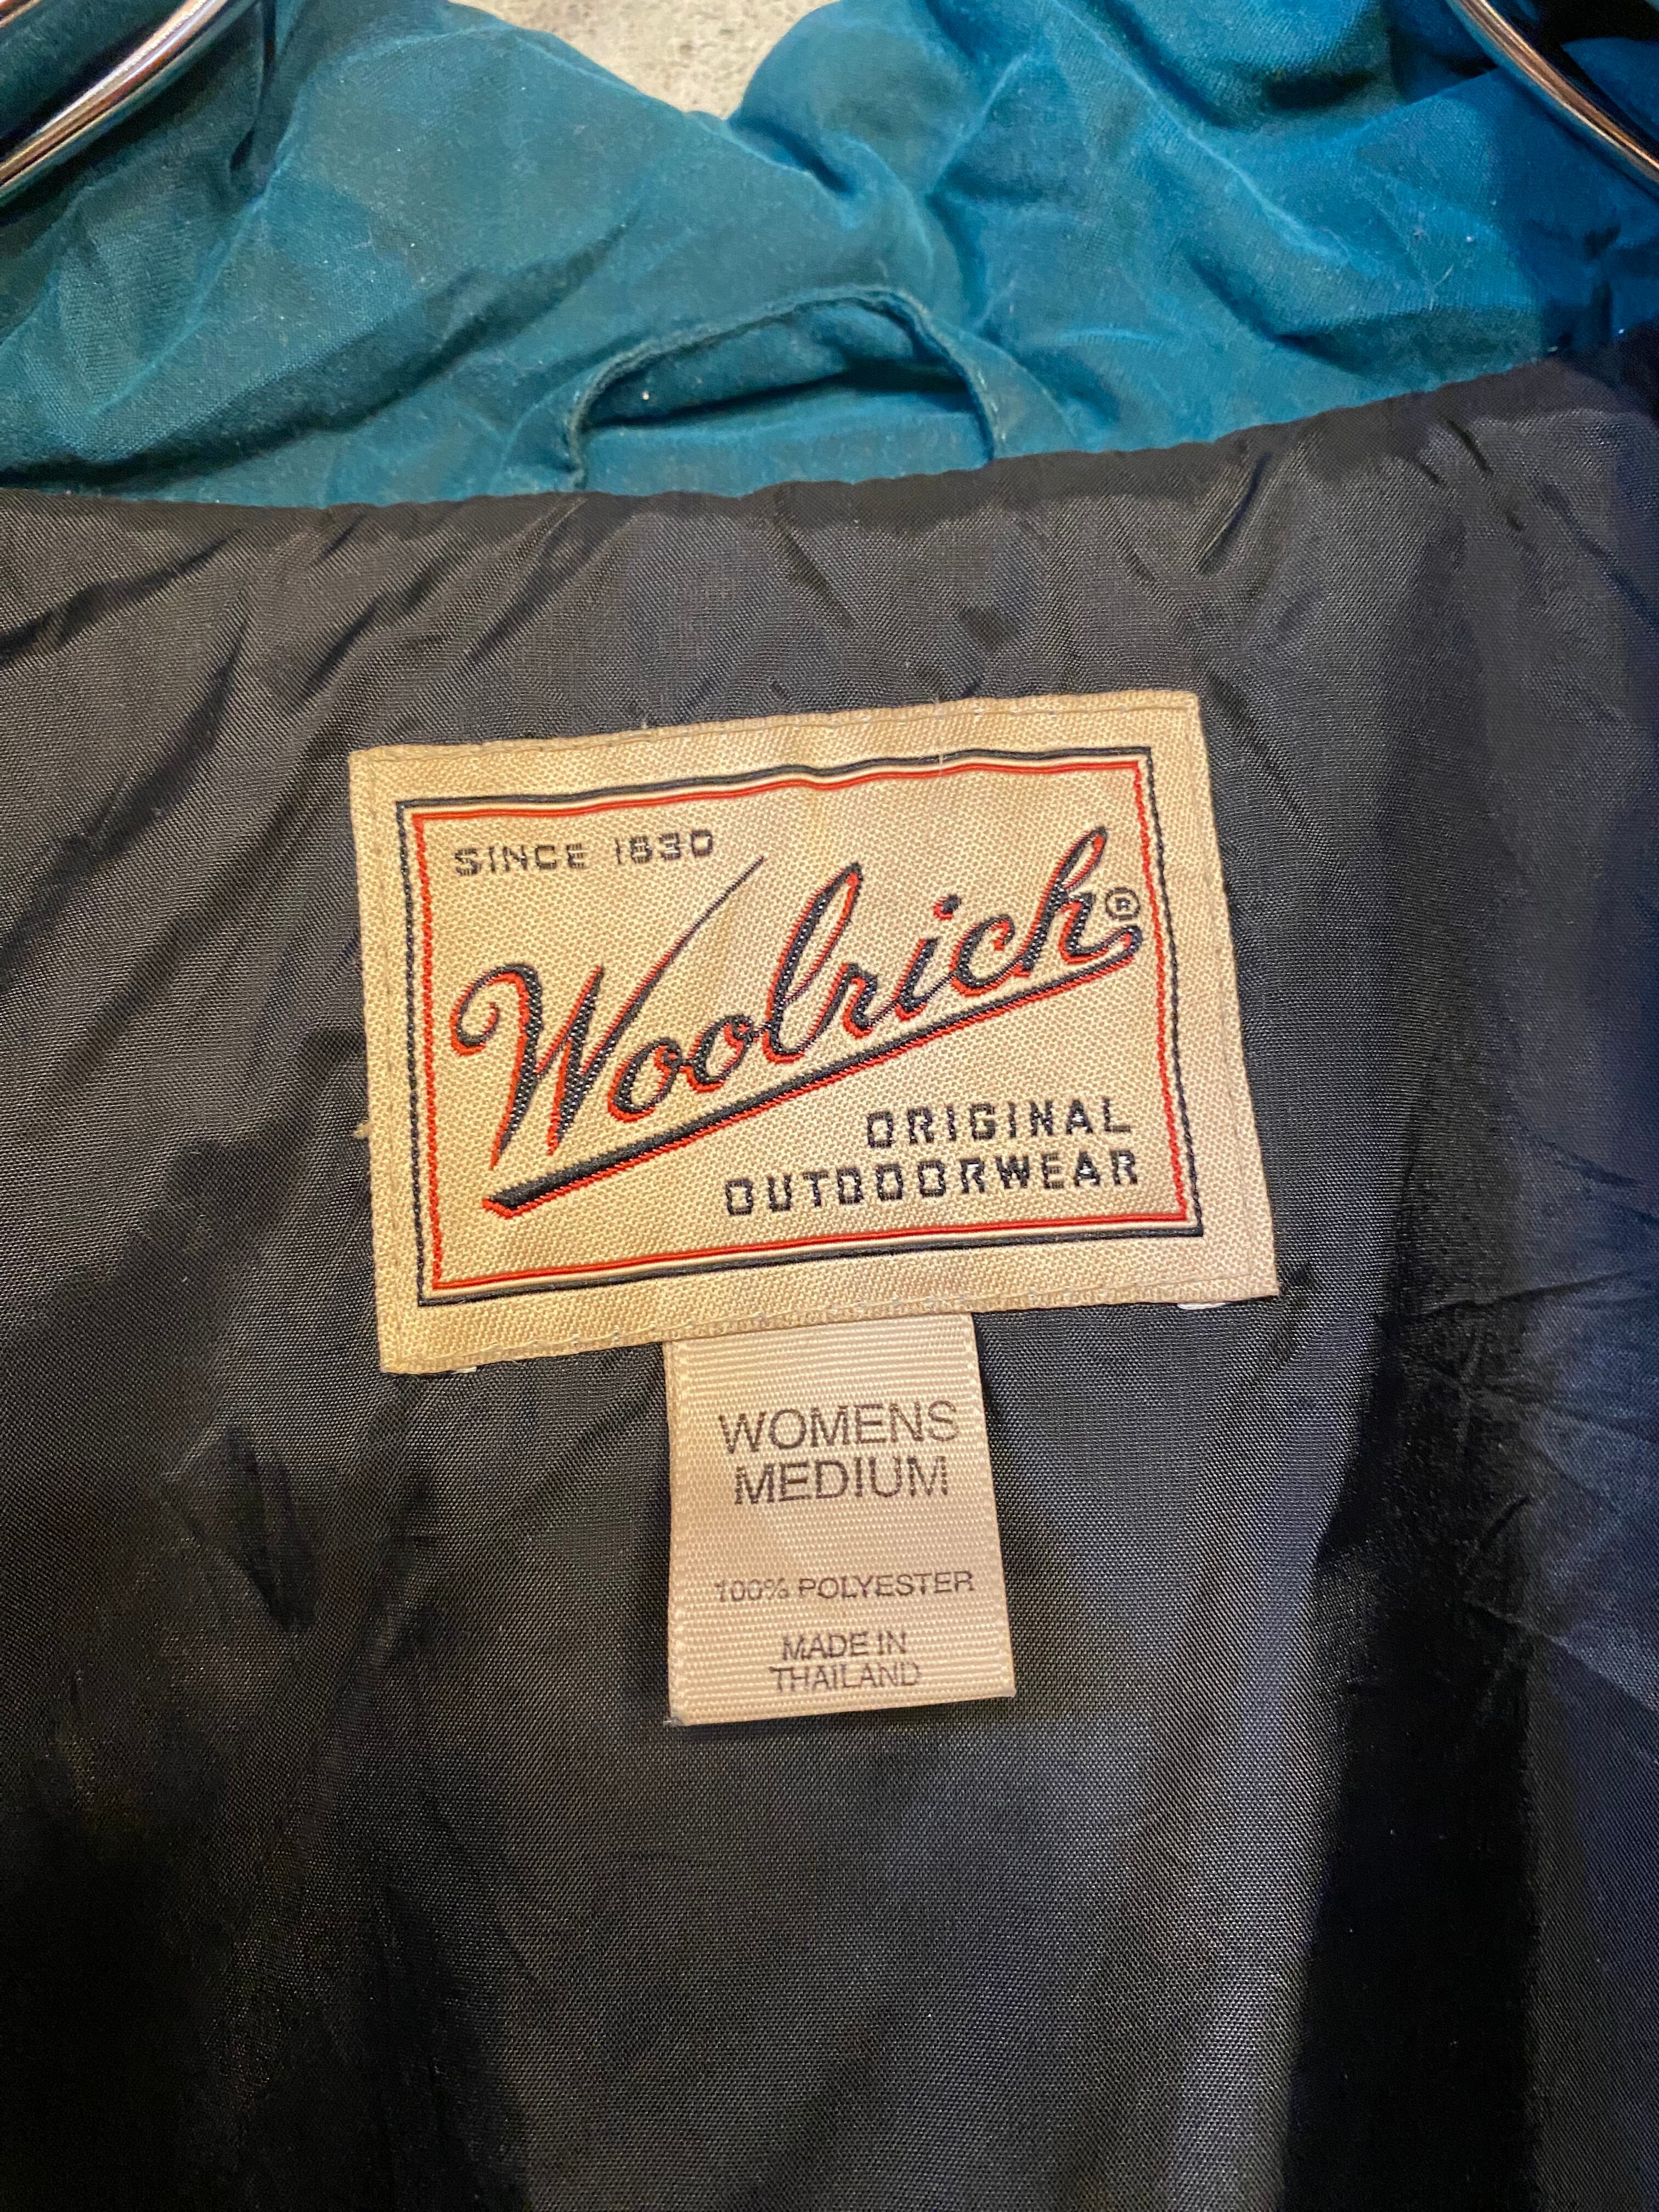 SINCE 1830
Woolrich®
ORIGINAL
OUTDOORWEAR
WOMENS
MEDIUM
100% POLYESTER
MADE IN
THAILAND